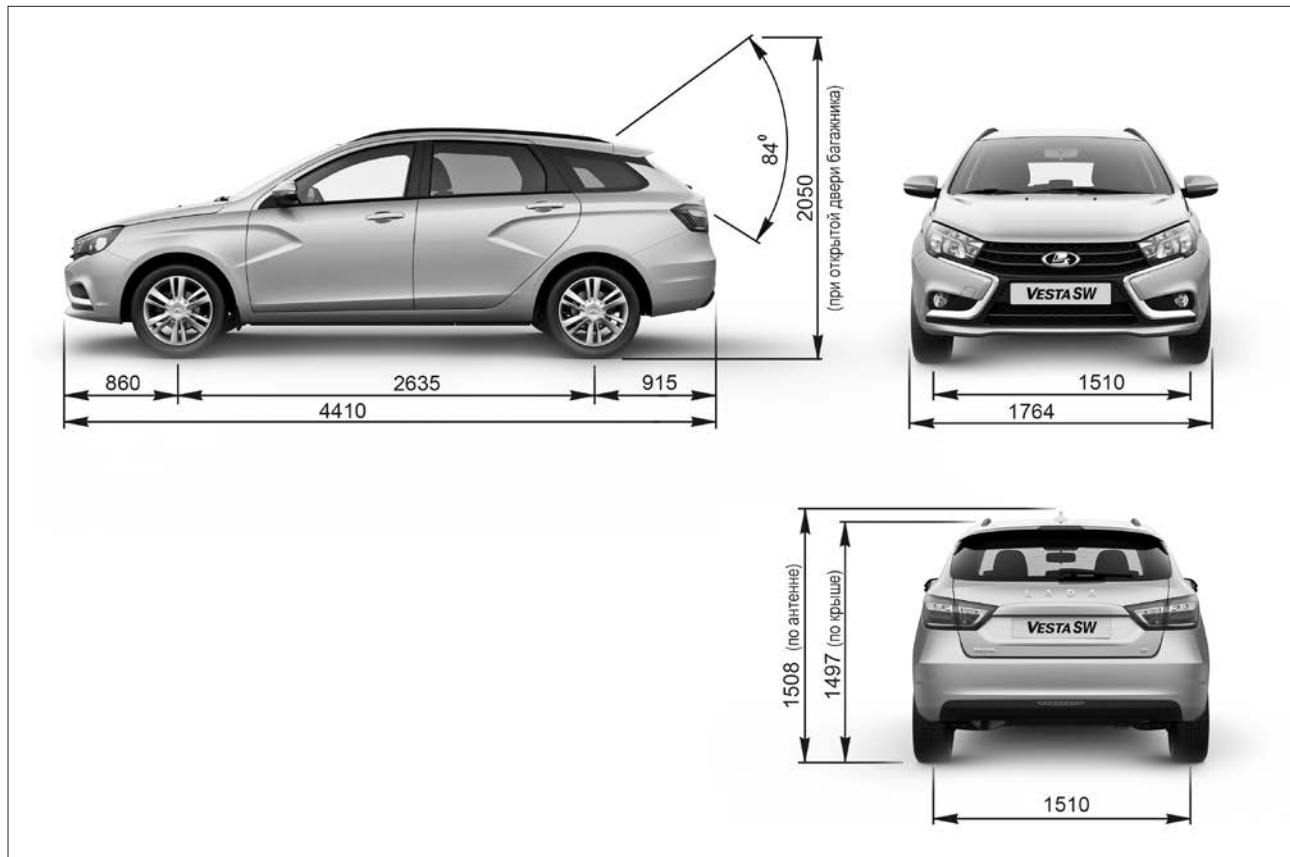 84⁰
2050 (при открытой двери багажника)
860
2635
915
4410
VESTA SW
1510
1764
1508 (по антенне)
1497 (по крыше)
LADA
VESTA SW
1510